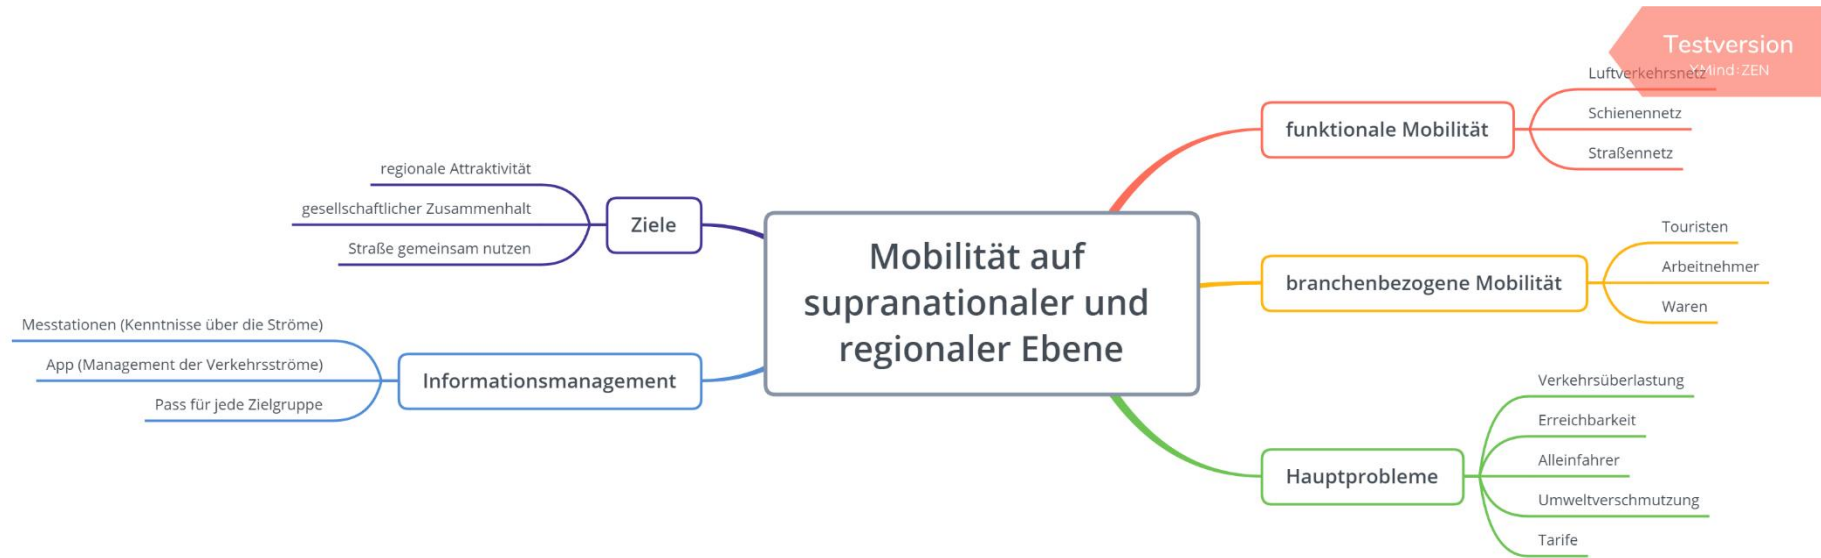 Testversion
XMind:ZEN
Luftverkehrsnetz
funktionale Mobilität
Schienennetz
Straßennetz
regionale Attraktivität
gesellschaftlicher Zusammenhalt
Straße gemeinsam nutzen
Ziele
Mobilität auf
supranationaler und
regionaler Ebene
Touristen
branchenbezogene Mobilität
Arbeitnehmer
Waren
Messtationen (Kenntnisse über die Ströme)
App (Management der Verkehrsströme)
Pass für jede Zielgruppe
Informationsmanagement
Hauptprobleme
Verkehrsüberlastung
Erreichbarkeit
Alleinfahrer
Umweltverschmutzung
Tarife